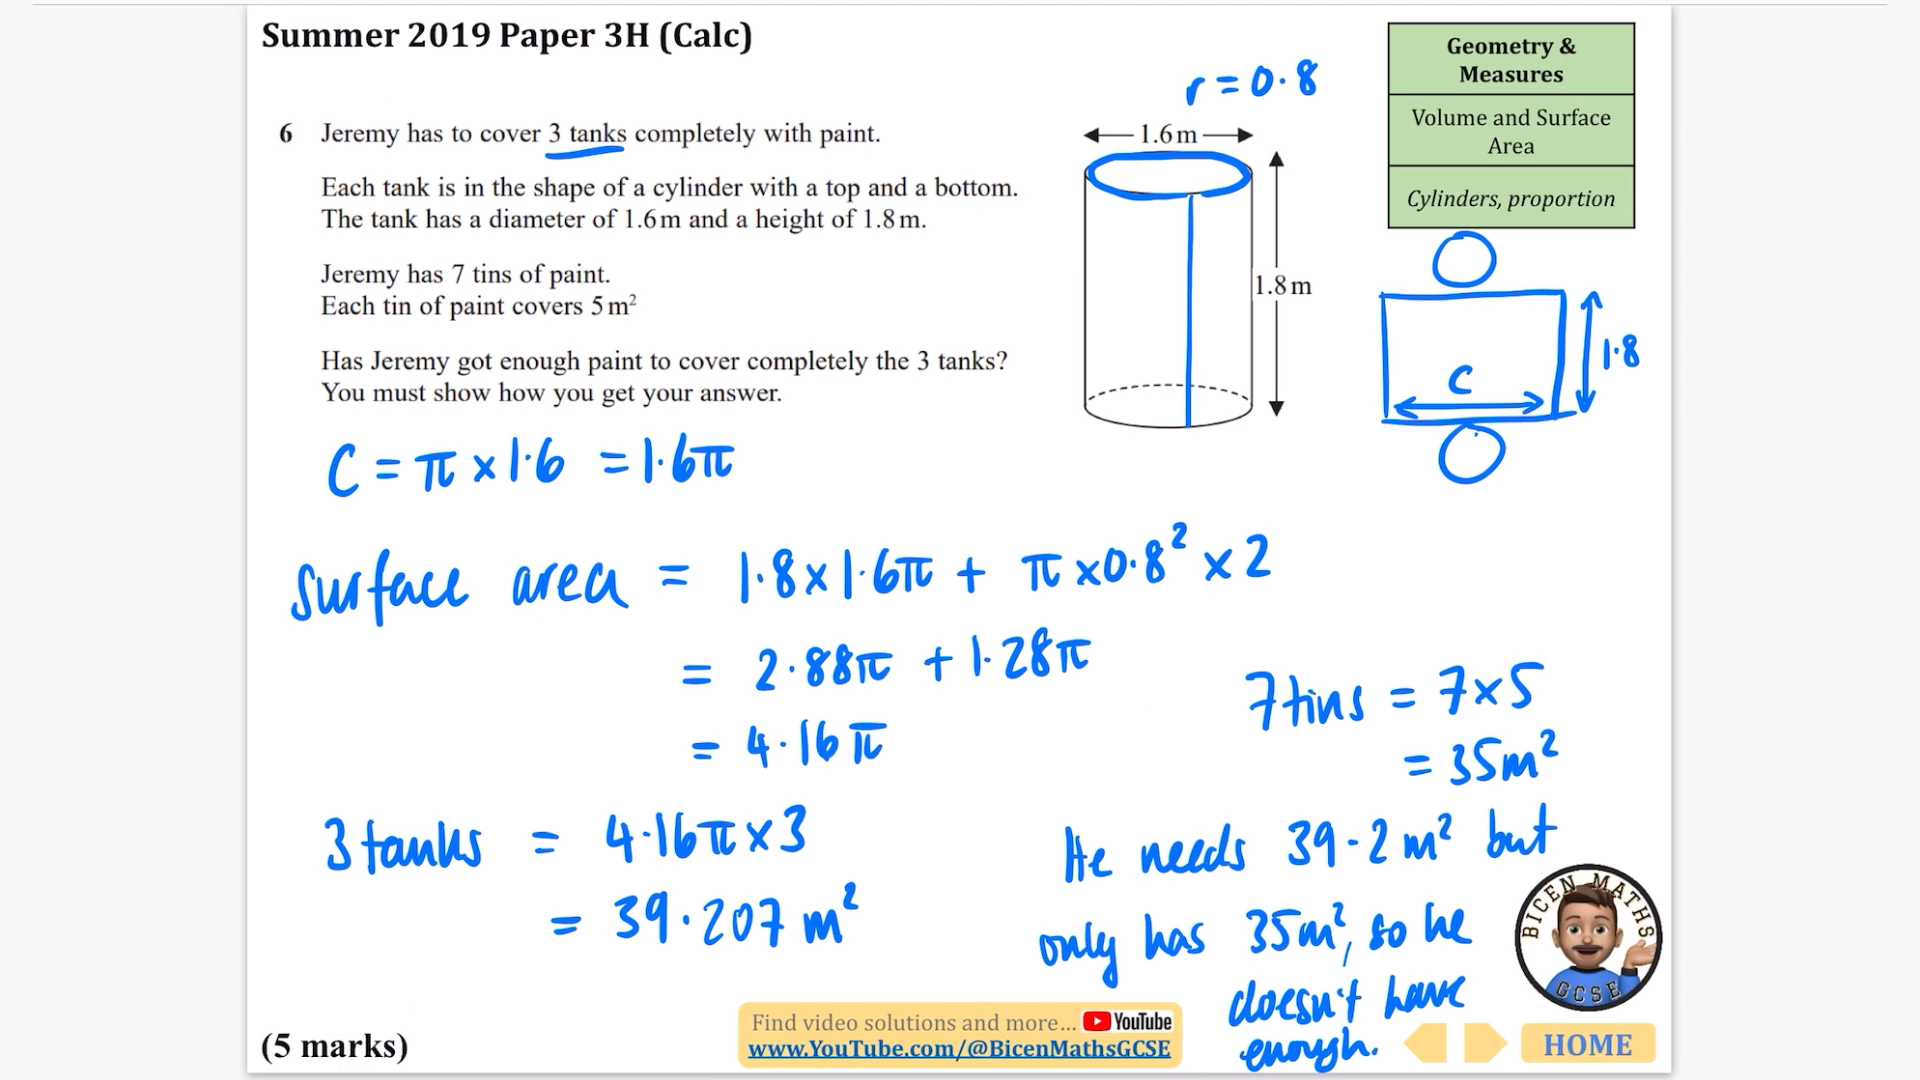 Summer 2019 Paper 3H (Calc)
Geometry &
Measures
Volume and Surface
Area
Cylinders, proportion
r = 0.8
6 Jeremy has to cover 3 tanks completely with paint.
1.6 m
Each tank is in the shape of a cylinder with a top and a bottom.
The tank has a diameter of 1.6 m and a height of 1.8 m.
Jeremy has 7 tins of paint.
Each tin of paint covers 5 m²
1.8 m
1.8
C
Has Jeremy got enough paint to cover completely the 3 tanks?
You must show how you get your answer.
C = π × 1.6 = 1.6π
Surface area = 1.8 × 1.6π + π × 0.8² × 2
= 2.88π + 1.28π
= 4.16π
3 tanks = 4.16π × 3
= 39.207 m²
7 tins = 7 × 5
= 35m²
He needs 39.2 m² but
only has 35m², so he
doesn't have
enough.
BICEN MATHS
GCSE
(5 marks)
Find video solutions and more... YouTube
www.YouTube.com/@BicenMathsGCSE
HOME